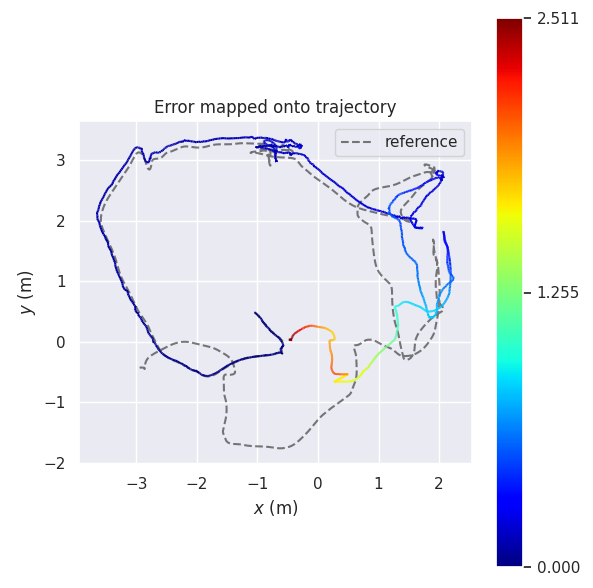 Error mapped onto trajectory
reference
2.511
1.255
0.000
3
2
1
0
−1
−2
y (m)
−3 −2 −1 0 1 2
x (m)